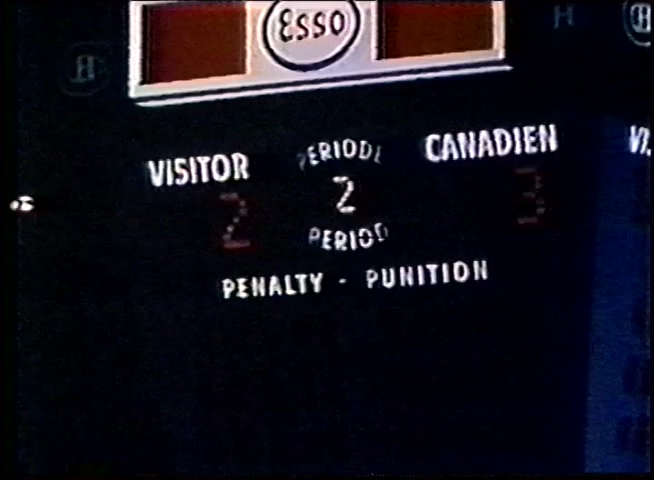 ESSO
VISITOR PERIODE CANADIEN
2 2 3
PERIOD
PENALTY - PUNITION